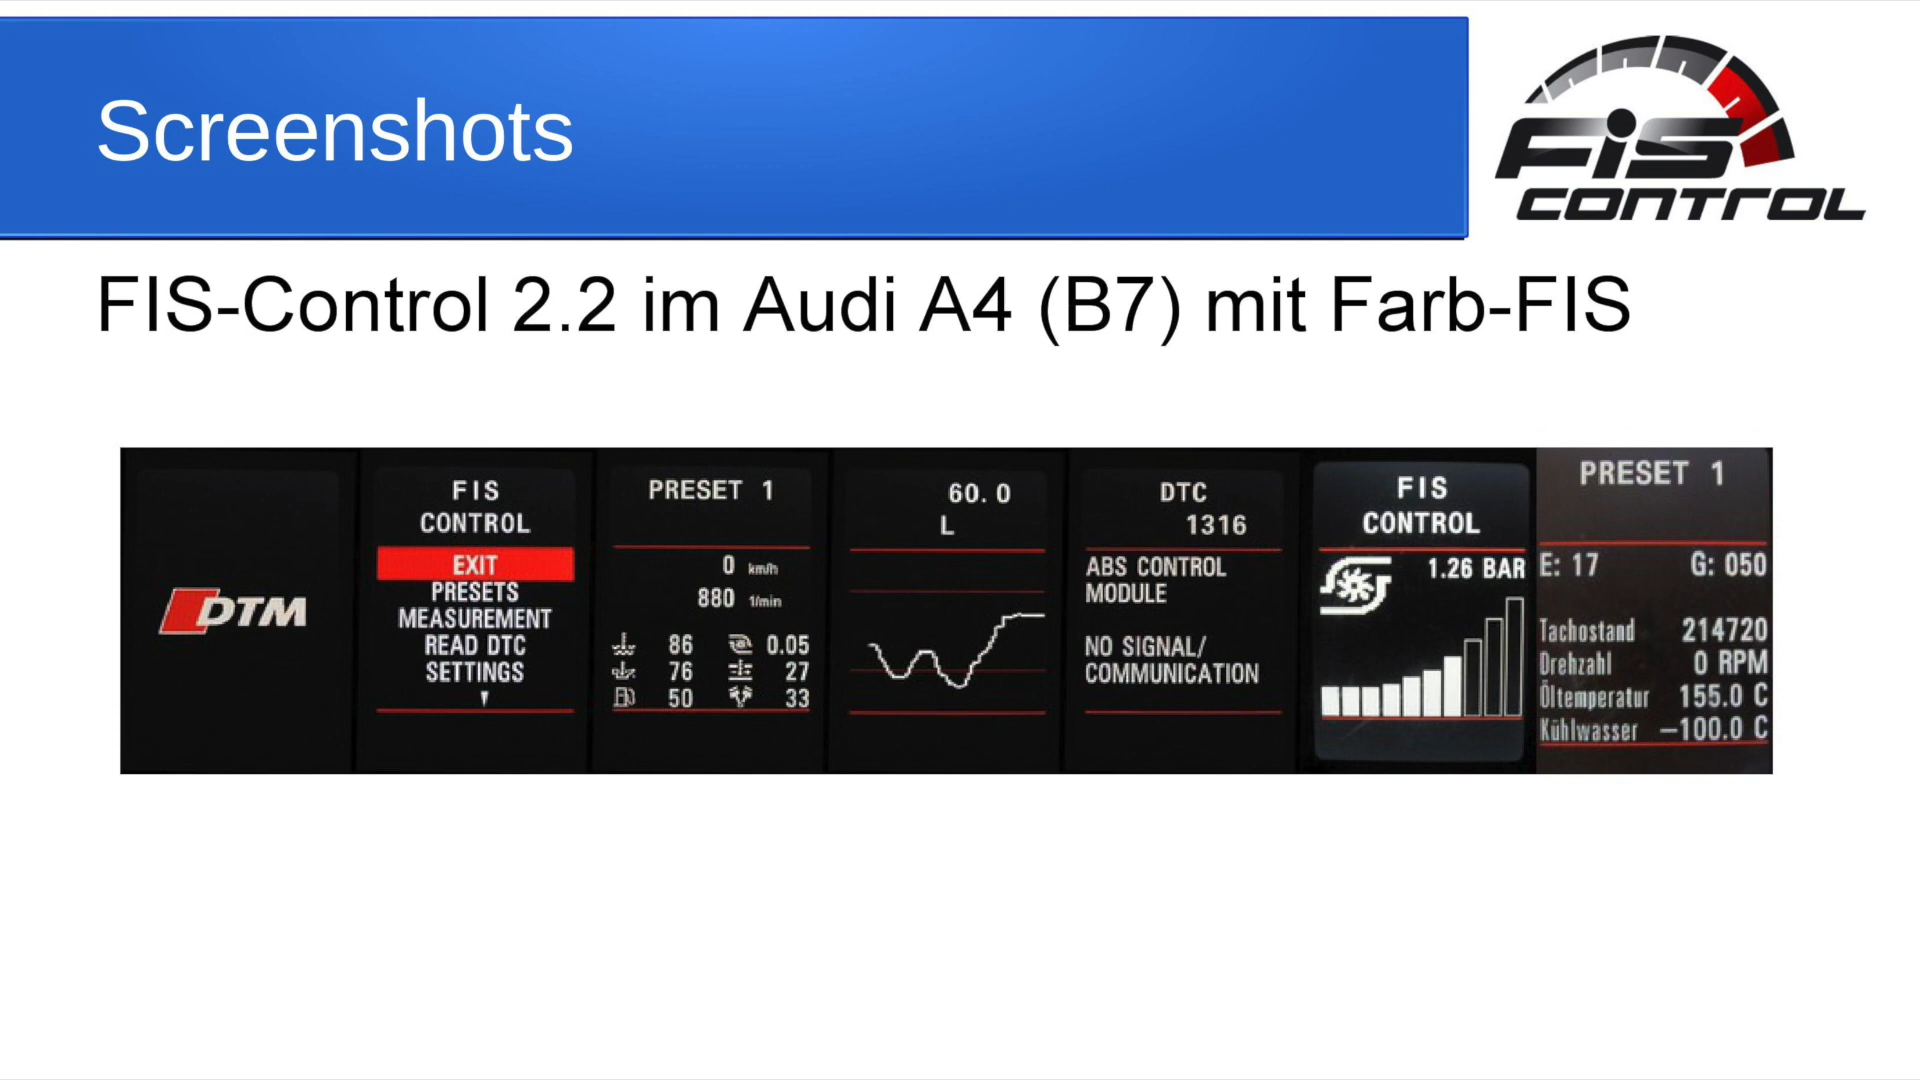 Screenshots
FIS
CONTROL
FIS-Control 2.2 im Audi A4 (B7) mit Farb-FIS
DTM
FIS
CONTROL
EXIT
PRESETS
MEASUREMENT
READ DTC
SETTINGS
PRESET 1
0 km/h
880 1/min
86 0.05
76 27
50 33
60.0
L
DTC
1316
ABS CONTROL
MODULE
NO SIGNAL/
COMMUNICATION
FIS
CONTROL
1.26 BAR
PRESET 1
E: 17 G: 050
Tachostand 214720
Drehzahl 0 RPM
Öltemperatur 155.0 C
Kühlwasser -100.0 C